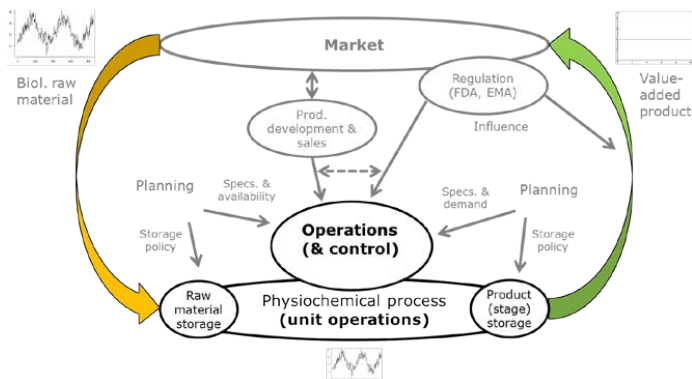 Market
Biol. raw
material
Regulation
(FDA, EMA)
Value-
added
product
Prod.
development &
sales
Influence
Planning
Specs. &
availability
Specs. &
demand
Planning
Storage
policy
Operations
(& control)
Storage
policy
Raw
material
storage
Physiochemical process
(unit operations)
Product
(stage)
storage